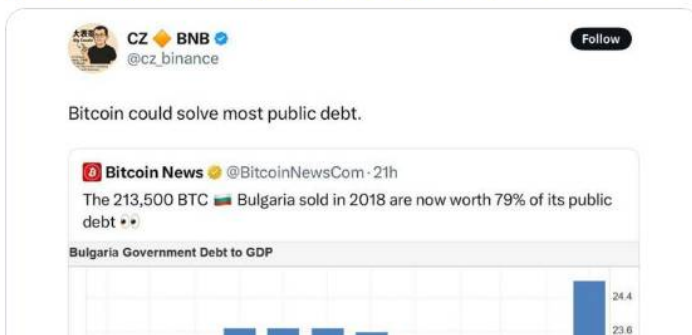 CZ 🔶 BNB
@cz_binance
Follow
Bitcoin could solve most public debt.
Bitcoin News @BitcoinNewsCom · 21h
The 213,500 BTC 🇧🇬 Bulgaria sold in 2018 are now worth 79% of its public
debt 👀
Bulgaria Government Debt to GDP
24.4
23.6